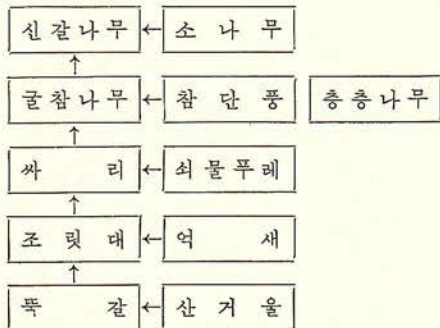 신갈나무 ← 소나무
↑
굴참나무 ← 참단풍 층층나무
↑
싸리 ← 쇠물푸레
↑
조릿대 ← 억새
↑
뚝갈 ← 산거울